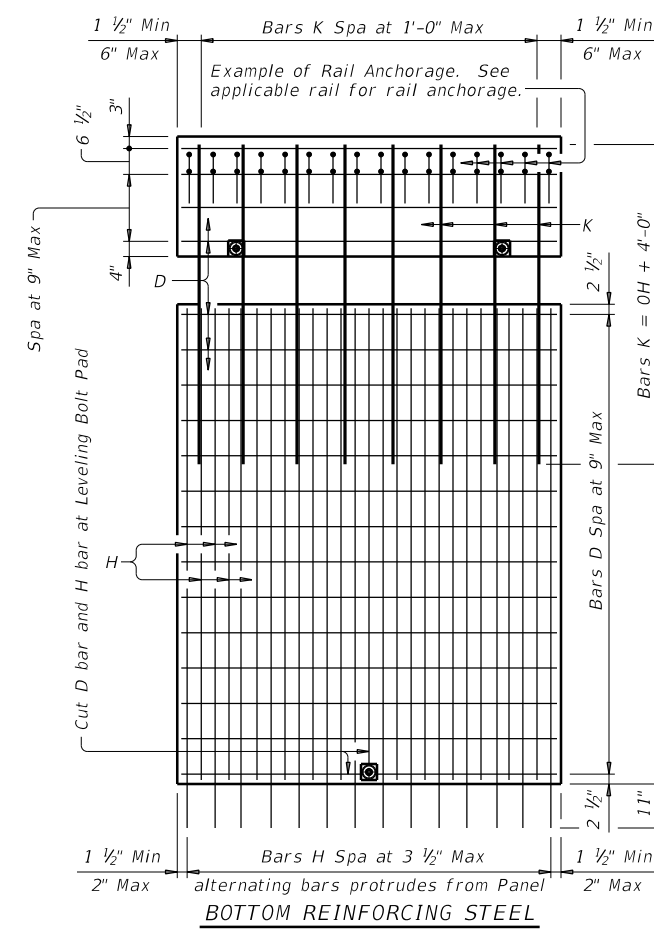 1 ½" Min
Bars K Spa at 1'-0" Max
1 ½" Min
6" Max
6" Max
Example of Rail Anchorage. See
applicable rail for rail anchorage.
3"
6 ½"
Spa at 9" Max
4"
K
D
2 ½"
Bars K = OH + 4'-0"
Cut D bar and H bar at Leveling Bolt Pad
Bars D Spa at 9" Max
H
2 ½"
11"
1 ½" Min
Bars H Spa at 3 ½" Max
1 ½" Min
2" Max
alternating bars protrudes from Panel
2" Max
BOTTOM REINFORCING STEEL